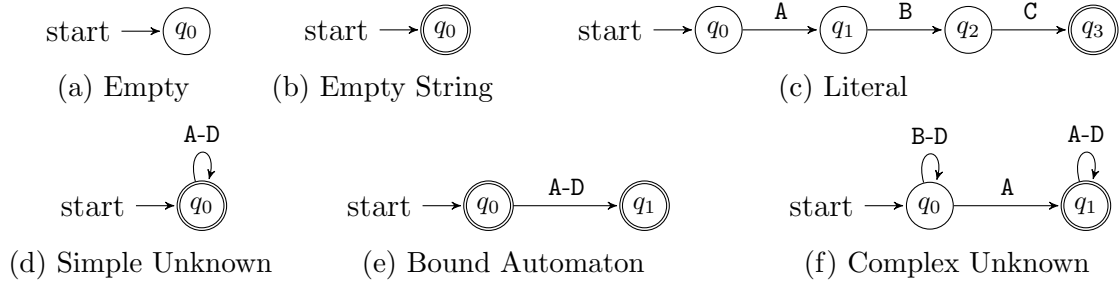 start q0 start q0 start q0 A q1 B q2 C q3
(a) Empty (b) Empty String (c) Literal
A-D B-D A-D
start q0 start q0 A-D q1 start q0 A q1
(d) Simple Unknown (e) Bound Automaton (f) Complex Unknown